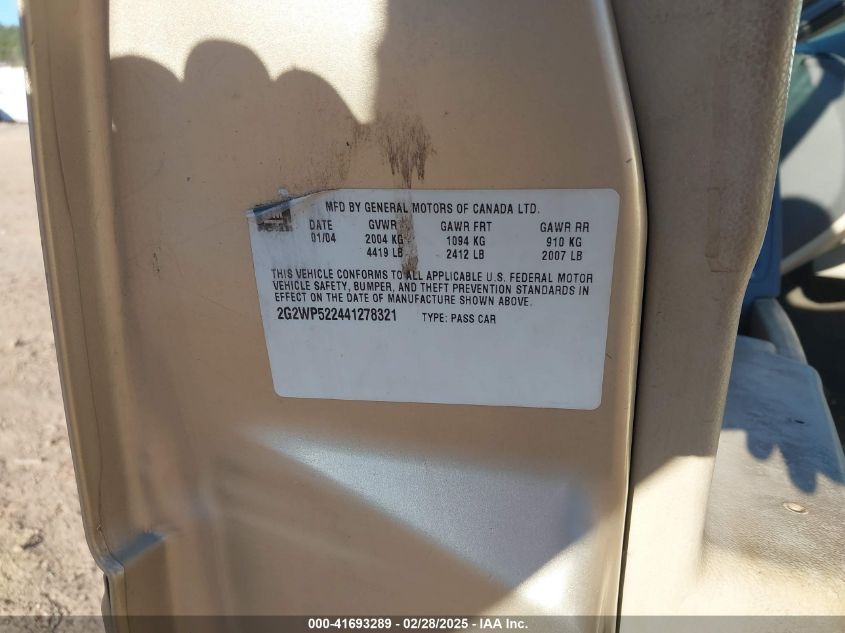 MFD BY GENERAL MOTORS OF CANADA LTD.
DATE GVWR GAWR FRT GAWR RR
01/04 2004 KG 1094 KG 910 KG
4419 LB 2412 LB 2007 LB
THIS VEHICLE CONFORMS TO ALL APPLICABLE U.S. FEDERAL MOTOR
VEHICLE SAFETY, BUMPER, AND THEFT PREVENTION STANDARDS IN
EFFECT ON THE DATE OF MANUFACTURE SHOWN ABOVE.
2G2WP522441278321 TYPE: PASS CAR
000-41693289 - 02/28/2025 - IAA Inc.